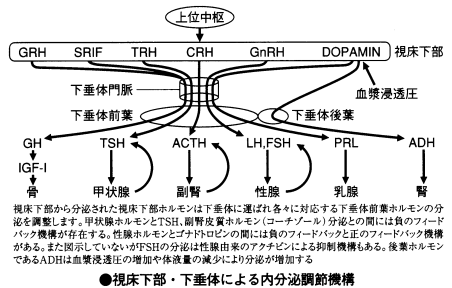 上位中枢
GRH SRIF TRH CRH GnRH DOPAMIN 視床下部
下垂体門脈
血漿浸透圧
下垂体前葉 下垂体後葉
GH TSH ACTH LH,FSH PRL ADH
IGF-I
骨 甲状腺 副腎 性腺 乳腺 腎
視床下部から分泌された視床下部ホルモンは下垂体に運ばれ各々に対応する下垂体前葉ホルモンの分
泌を調整します。甲状腺ホルモンとTSH、副腎皮質ホルモン(コーチゾール)分泌との間には負のフィード
バック機構が存在する。性腺ホルモンとゴナドトロピンの間には負のフィードバックと正のフィードバック機構
がある。また図示していないがFSHの分泌は性腺由来のアクチビンによる抑制機構もある。後葉ホルモン
であるADHは血漿浸透圧の増加や体液量の減少により分泌が増加する
●視床下部・下垂体による内分泌調節機構